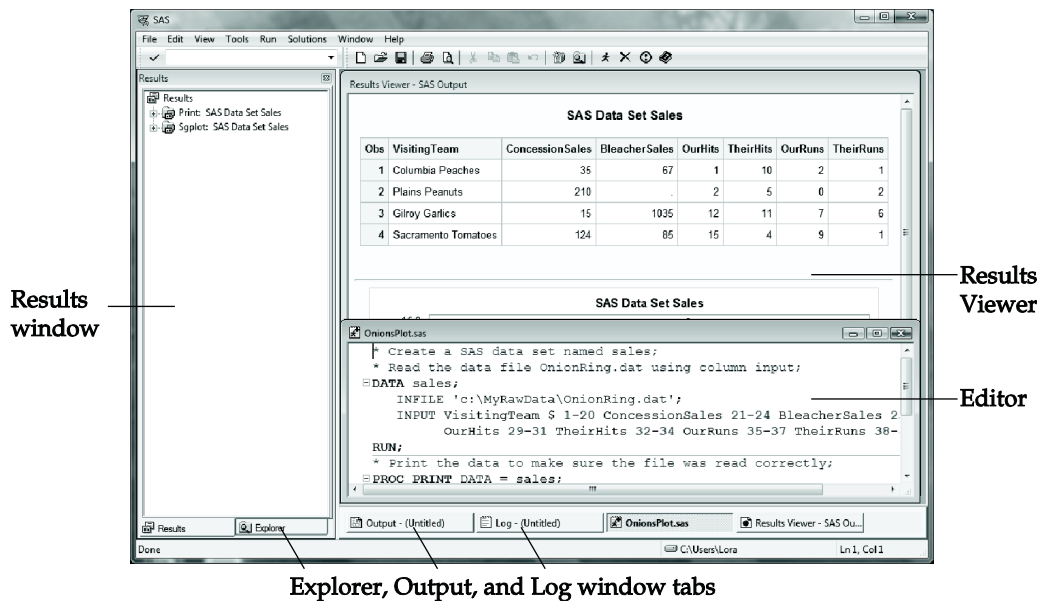 SAS
File Edit View Tools Run Solutions Window Help
Results
Results
Print: SAS Data Set Sales
Sgplot: SAS Data Set Sales
Results Viewer - SAS Output
SAS Data Set Sales
Obs VisitingTeam ConcessionSales BleacherSales OurHits TheirHits OurRuns TheirRuns
1 Columbia Peaches 35 67 1 10 2 1
2 Plains Peanuts 210 . 2 5 0 2
3 Gilroy Garlics 15 1035 12 11 7 6
4 Sacramento Tomatoes 124 85 15 4 9 1
SAS Data Set Sales
OnionsPlot.sas
* Create a SAS data set named sales;
* Read the data file OnionRing.dat using column input;
DATA sales;
INFILE 'c:\MyRawData\OnionRing.dat';
INPUT VisitingTeam $ 1-20 ConcessionSales 21-24 BleacherSales 2
OurHits 29-31 TheirHits 32-34 OurRuns 35-37 TheirRuns 38-
RUN;
* Print the data to make sure the file was read correctly;
PROC PRINT DATA = sales;
Results Explorer
Output - (Untitled) Log - (Untitled) OnionsPlot.sas Results Viewer - SAS Ou...
Done C:\Users\Lora Ln 1, Col 1
Results
window
Results
Viewer
Editor
Explorer, Output, and Log window tabs